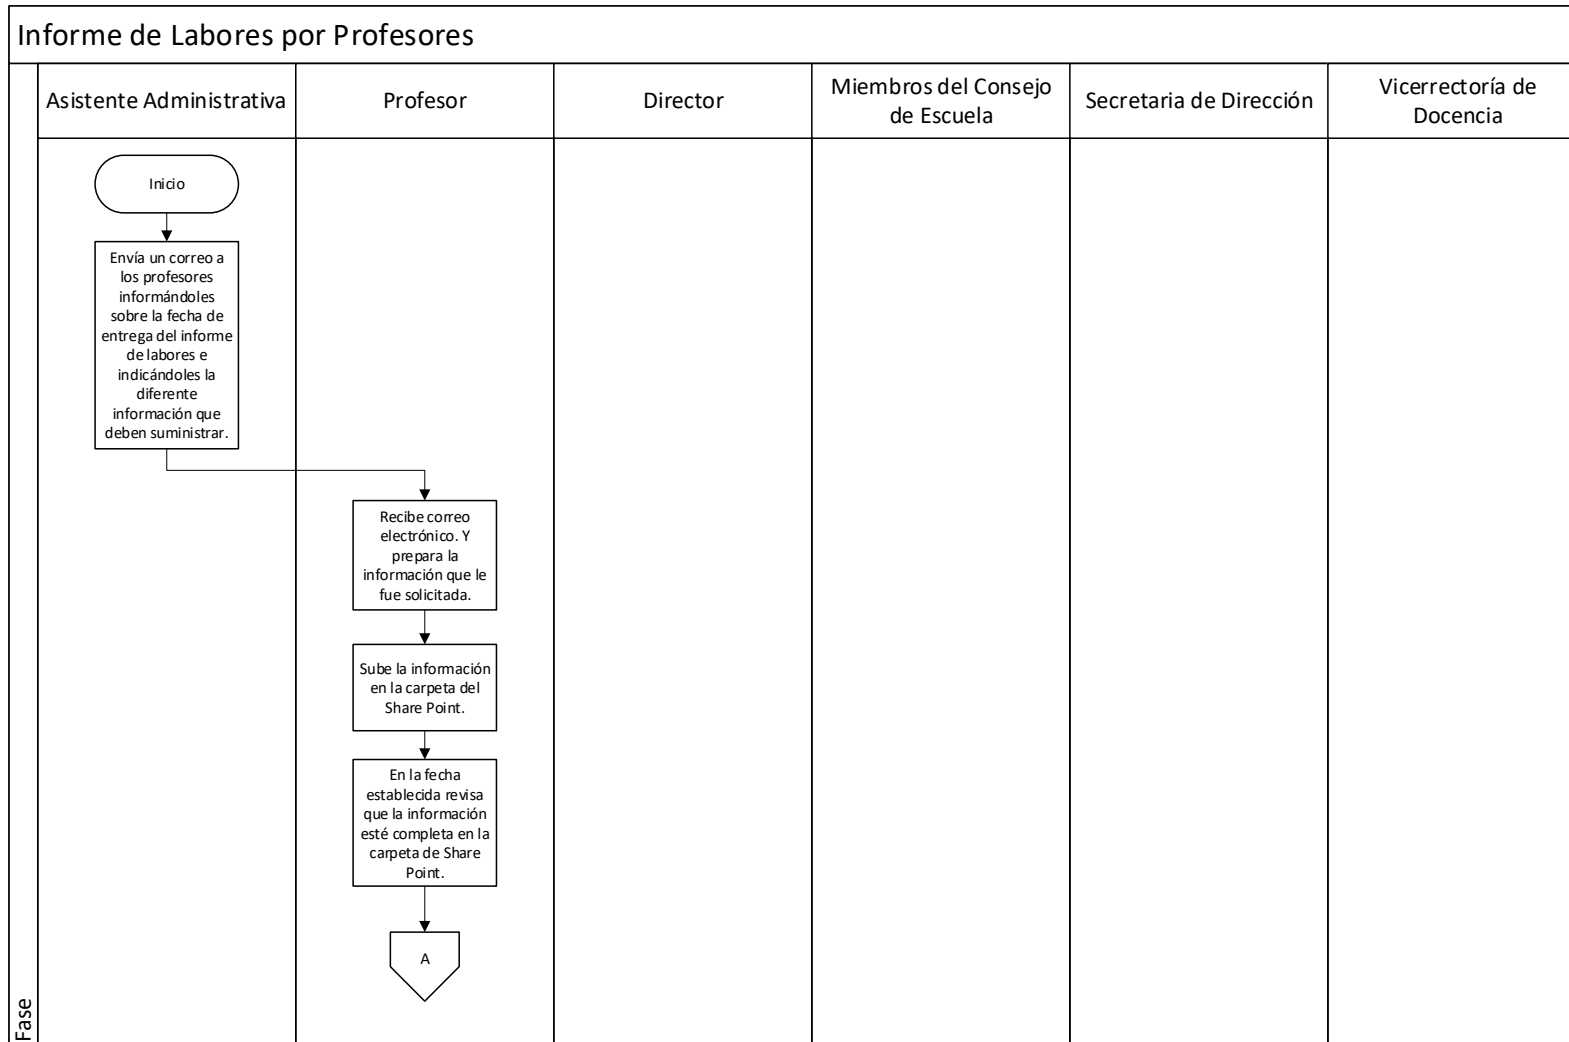 Informe de Labores por Profesores
Asistente Administrativa
Profesor
Director
Miembros del Consejo
de Escuela
Secretaria de Dirección
Vicerrectoría de
Docencia
Inicio
Envía un correo a
los profesores
informándoles
sobre la fecha de
entrega del informe
de labores e
indicándoles la
diferente
información que
deben suministrar.
Recibe correo
electrónico. Y
prepara la
información que le
fue solicitada.
Sube la información
en la carpeta del
Share Point.
En la fecha
establecida revisa
que la información
esté completa en la
carpeta de Share
Point.
A
Fase